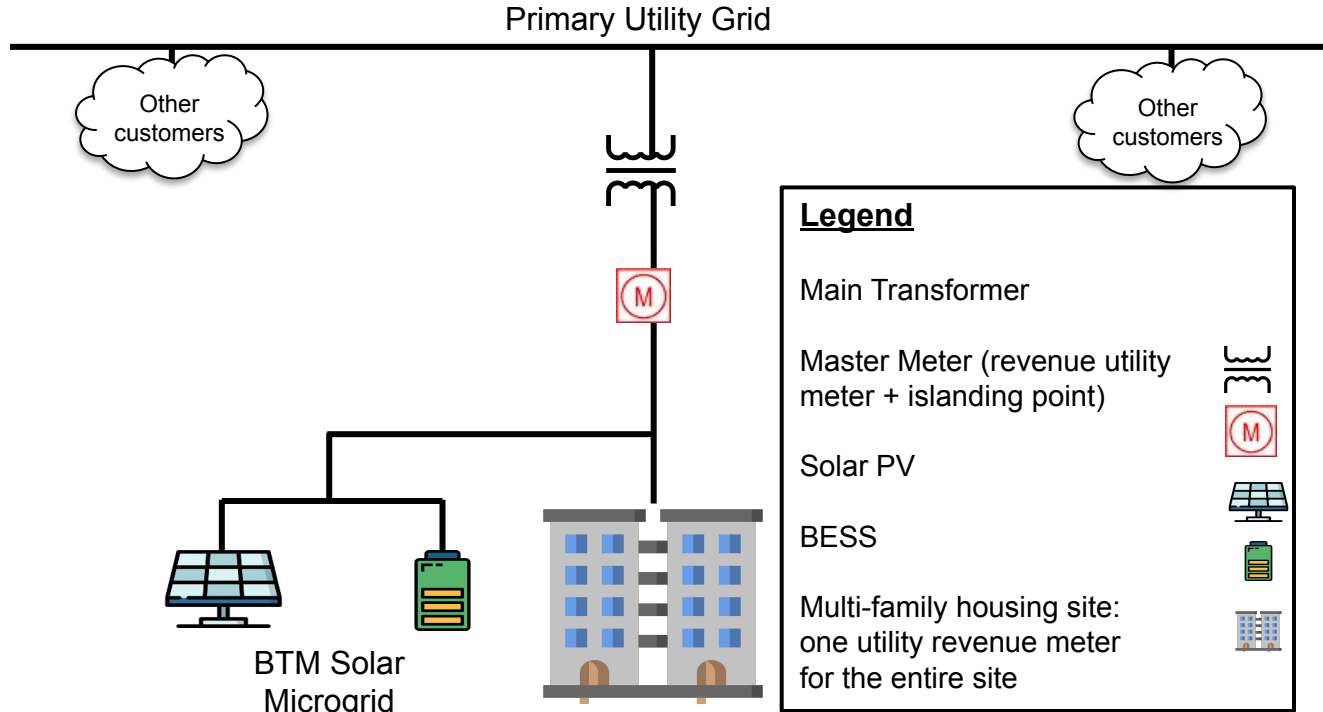 Primary Utility Grid
Other
customers
Other
customers
M
Legend
Main Transformer
Master Meter (revenue utility
meter + islanding point)
M
Solar PV
BESS
Multi-family housing site:
one utility revenue meter
for the entire site
BTM Solar
Microgrid